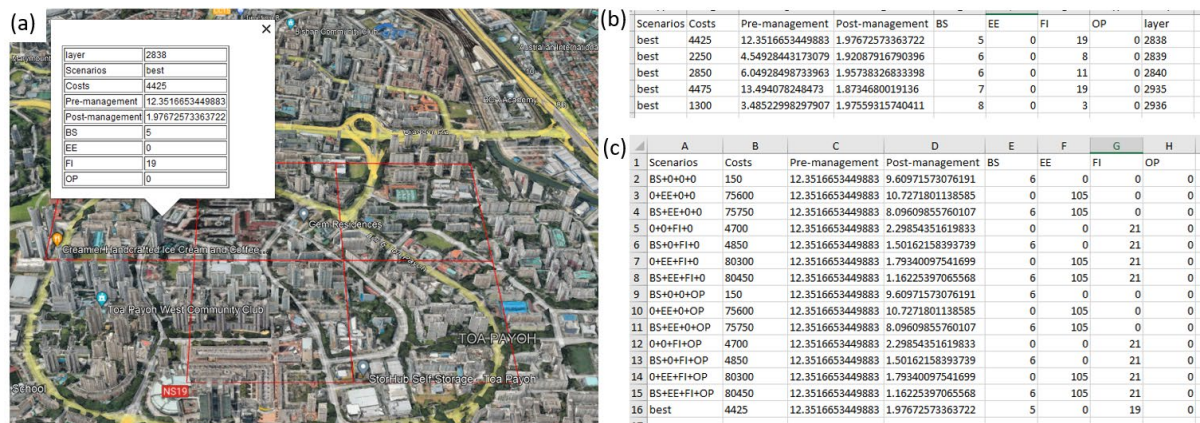 (a)
layer 2838
Scenarios best
Costs 4425
Pre-management 12.3516653449883
Post-management 1.97672573363722
BS 5
EE 0
FI 19
OP 0
Bishan Community Club
Australian International
Academy
Gem Residences
Creamier Handcrafted Ice Cream and Coffee
Toa Payoh West Community Club
TOA PAYOH
StorHub Self Storage - Toa Payoh
School
NS19
(b)
Scenarios Costs Pre-management Post-management BS EE FI OP layer
best 4425 12.3516653449883 1.97672573363722 5 0 19 0 2838
best 2250 4.54928443173079 1.92087916790396 6 0 8 0 2839
best 2850 6.04928498733963 1.95738326833398 6 0 11 0 2840
best 4475 13.494078248473 1.8734680019136 7 0 19 0 2935
best 1300 3.48522998297907 1.97559315740411 8 0 3 0 2936
(c)
A B C D E F G H
1 Scenarios Costs Pre-management Post-management BS EE FI OP
2 BS+0+0+0 150 12.3516653449883 9.60971573076191 6 0 0 0
3 0+EE+0+0 75600 12.3516653449883 10.7271801138585 0 105 0 0
4 BS+EE+0+0 75750 12.3516653449883 8.09609855760107 6 105 0 0
5 0+0+FI+0 4700 12.3516653449883 2.29854351619833 0 0 21 0
6 BS+0+FI+0 4850 12.3516653449883 1.50162158393739 6 0 21 0
7 0+EE+FI+0 80300 12.3516653449883 1.79340097541699 0 105 21 0
8 BS+EE+FI+0 80450 12.3516653449883 1.16225397065568 6 105 21 0
9 BS+0+0+OP 150 12.3516653449883 9.60971573076191 6 0 0 0
10 0+EE+0+OP 75600 12.3516653449883 10.7271801138585 0 105 0 0
11 BS+EE+0+OP 75750 12.3516653449883 8.09609855760107 6 105 0 0
12 0+0+FI+OP 4700 12.3516653449883 2.29854351619833 0 0 21 0
13 BS+0+FI+OP 4850 12.3516653449883 1.50162158393739 6 0 21 0
14 0+EE+FI+OP 80300 12.3516653449883 1.79340097541699 0 105 21 0
15 BS+EE+FI+OP 80450 12.3516653449883 1.16225397065568 6 105 21 0
16 best 4425 12.3516653449883 1.97672573363722 5 0 19 0